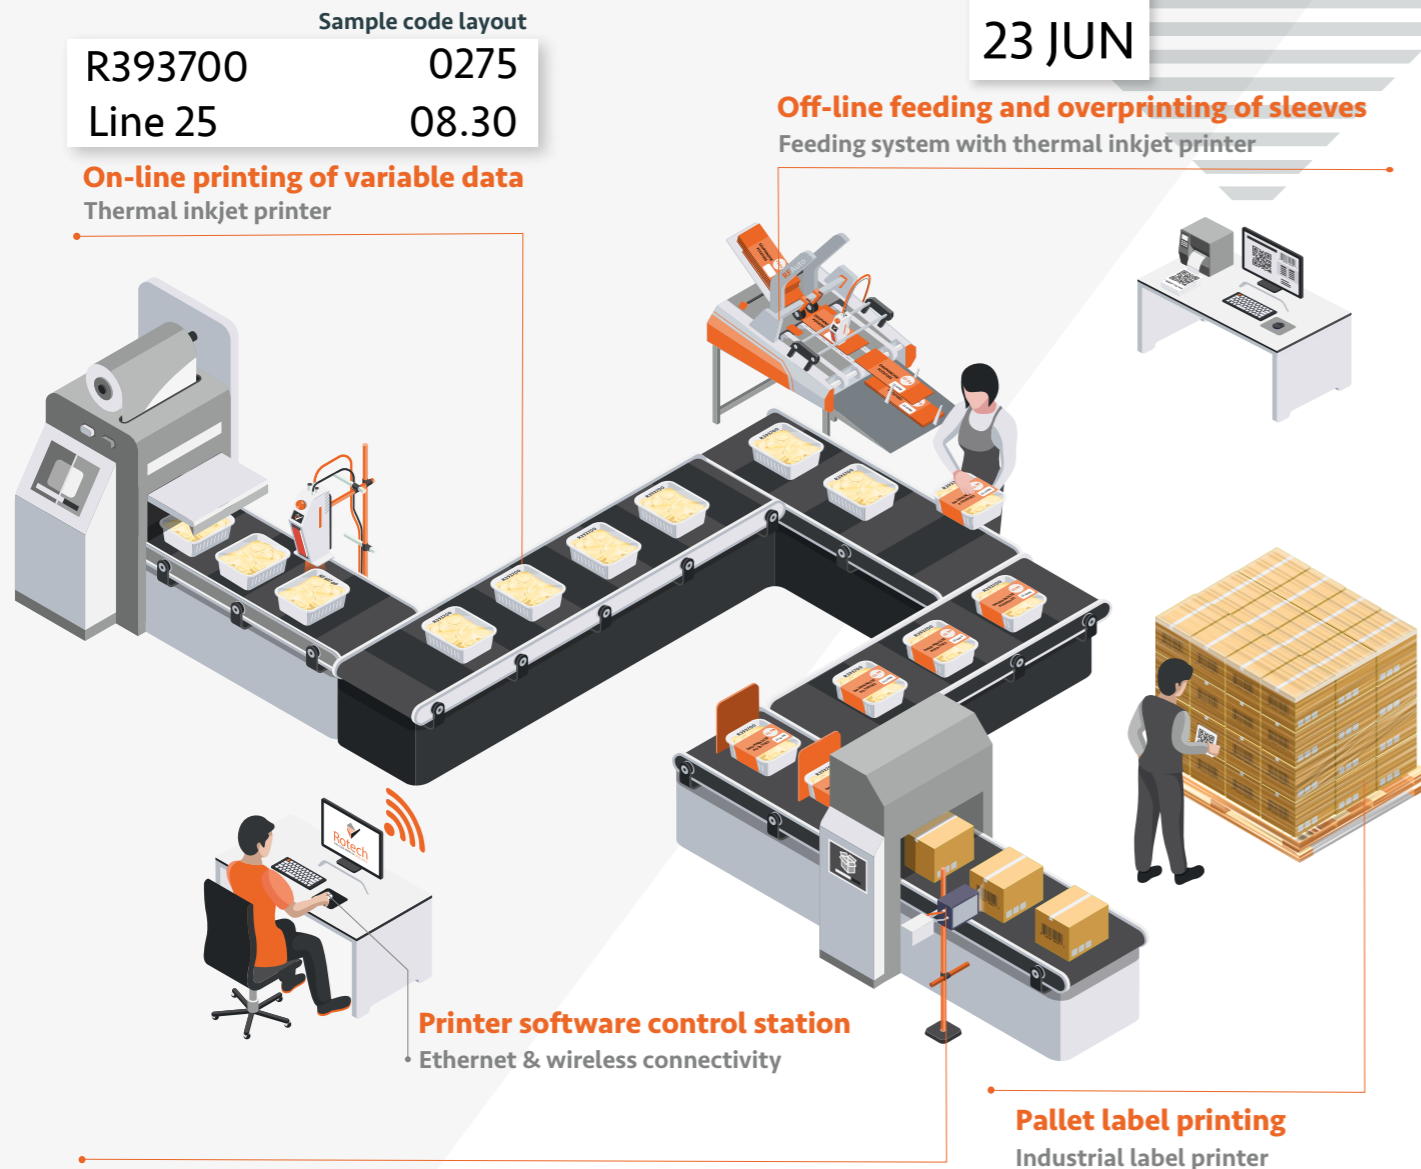 Sample code layout
R393700 0275
Line 25 08.30
23 JUN
On-line printing of variable data
Thermal inkjet printer
Off-line feeding and overprinting of sleeves
Feeding system with thermal inkjet printer
Rotech
Printer software control station
Ethernet & wireless connectivity
Pallet label printing
Industrial label printer